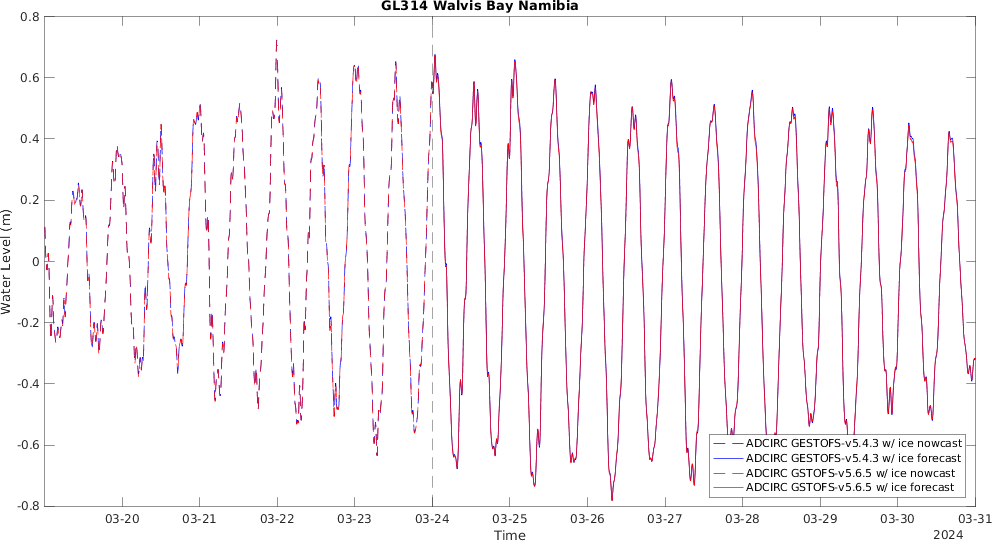 GL314 Walvis Bay Namibia
0.8
0.6
0.4
0.2
0
-0.2
-0.4
-0.6
-0.8
Water Level (m)
ADCIRC GESTOFS-v5.4.3 w/ ice nowcast
ADCIRC GESTOFS-v5.4.3 w/ ice forecast
ADCIRC GSTOFS-v5.6.5 w/ ice nowcast
ADCIRC GSTOFS-v5.6.5 w/ ice forecast
03-20 03-21 03-22 03-23 03-24 03-25 03-26 03-27 03-28 03-29 03-30 03-31
Time
2024